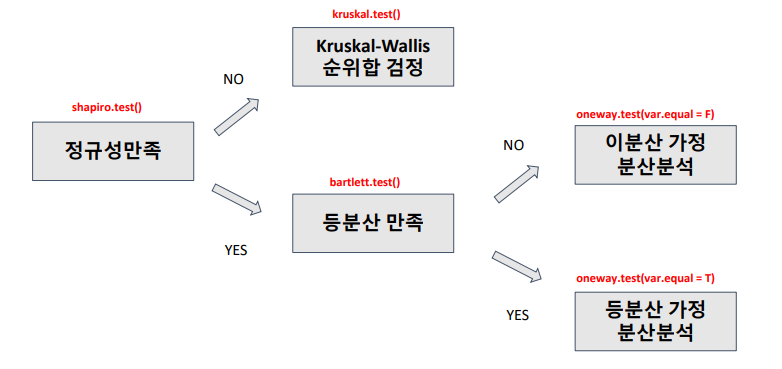 kruskal.test()
Kruskal-Wallis
순위합 검정
NO
shapiro.test()
정규성만족
YES
bartlett.test()
등분산 만족
NO
oneway.test(var.equal = F)
이분산 가정
분산분석
YES
oneway.test(var.equal = T)
등분산 가정
분산분석